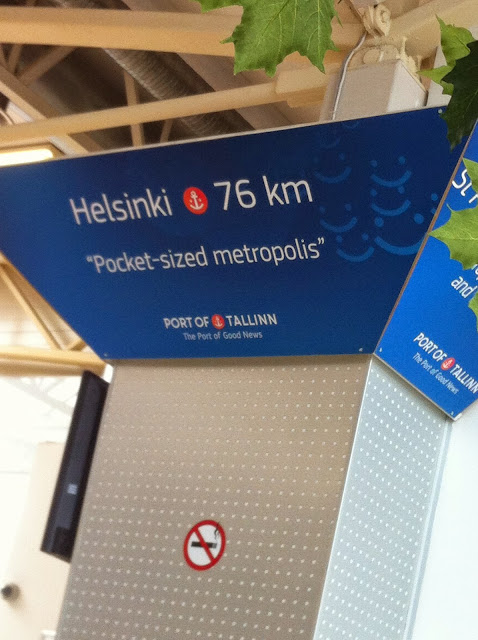 Helsinki 76 km
“Pocket-sized metropolis”
PORT OF TALLINN
The Port of Good News
and
PORT OF TALLINN
The Port of Good News